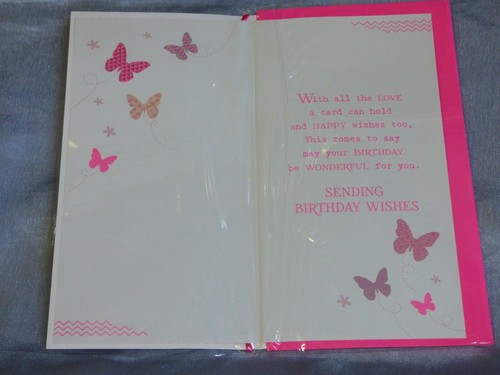 With all the LOVE
a card can hold
and HAPPY wishes too,
This comes to say
may your BIRTHDAY
be WONDERFUL for you.
SENDING
BIRTHDAY WISHES